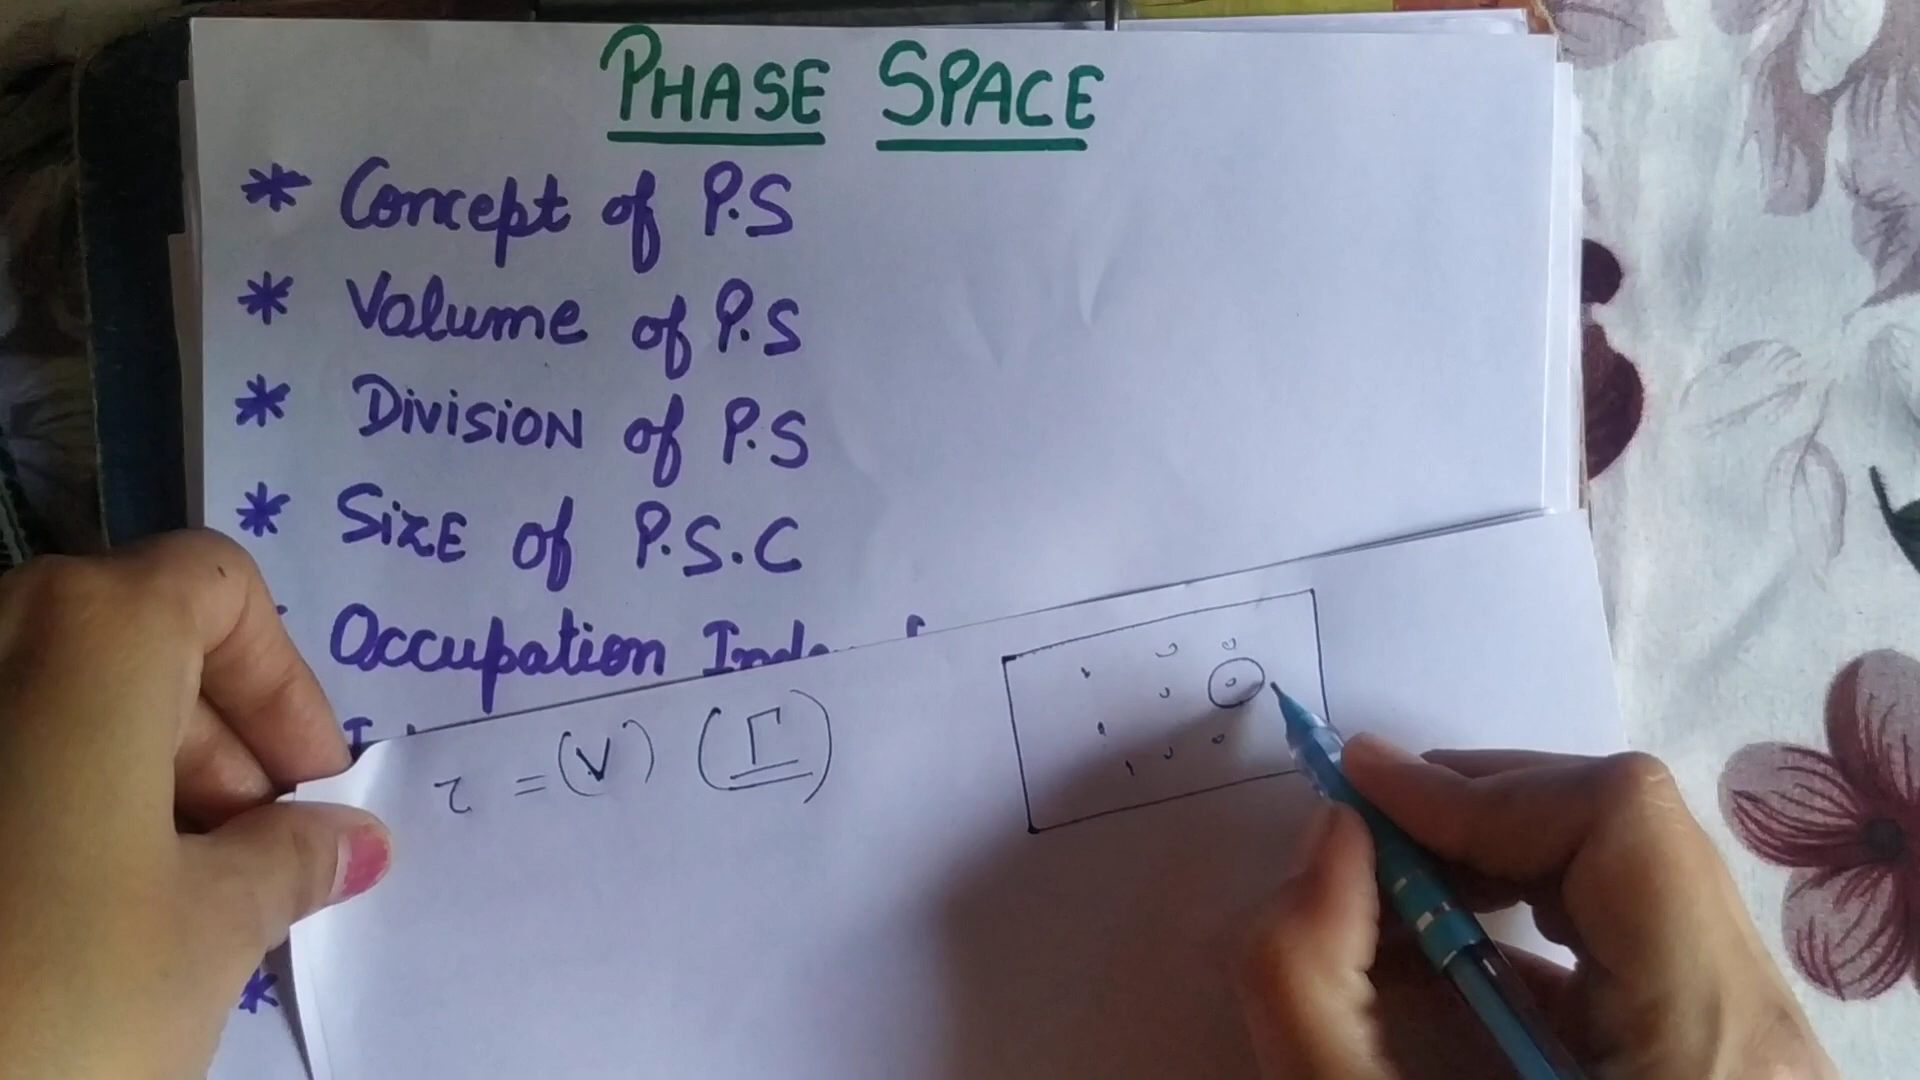 PHASE SPACE
* Concept of P.S
* Volume of P.S
* Division of P.S
* Size of P.S.C
Occupation
τ = (V) (Γ)
*